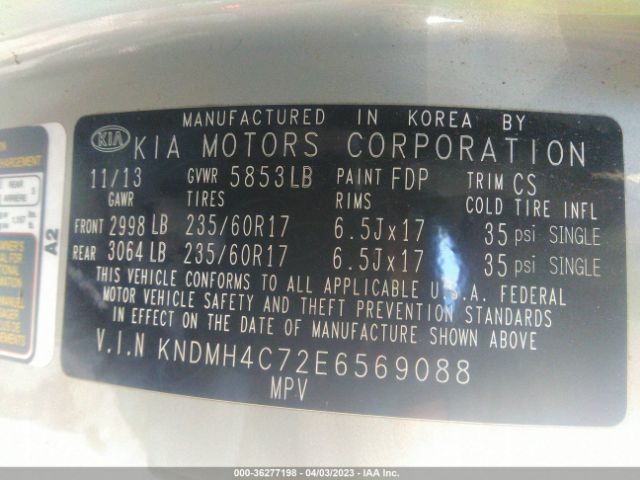 MANUFACTURED IN KOREA BY
KIA KIA MOTORS CORPORATION
11/13 GVWR 5853LB PAINT FDP TRIM CS
GAWR TIRES RIMS COLD TIRE INFL
FRONT 2998 LB 235/60R17 6.5Jx17 35 psi SINGLE
REAR 3064 LB 235/60R17 6.5Jx17 35 psi SINGLE
THIS VEHICLE CONFORMS TO ALL APPLICABLE U.S.A. FEDERAL
MOTOR VEHICLE SAFETY AND THEFT PREVENTION STANDARDS
IN EFFECT ON THE DATE OF MANUFACTURE SHOWN ABOVE
V.I.N KNDMH4C72E6569088
MPV
REAR
A2
000-36277198 - 04/03/2023 - IAA Inc.